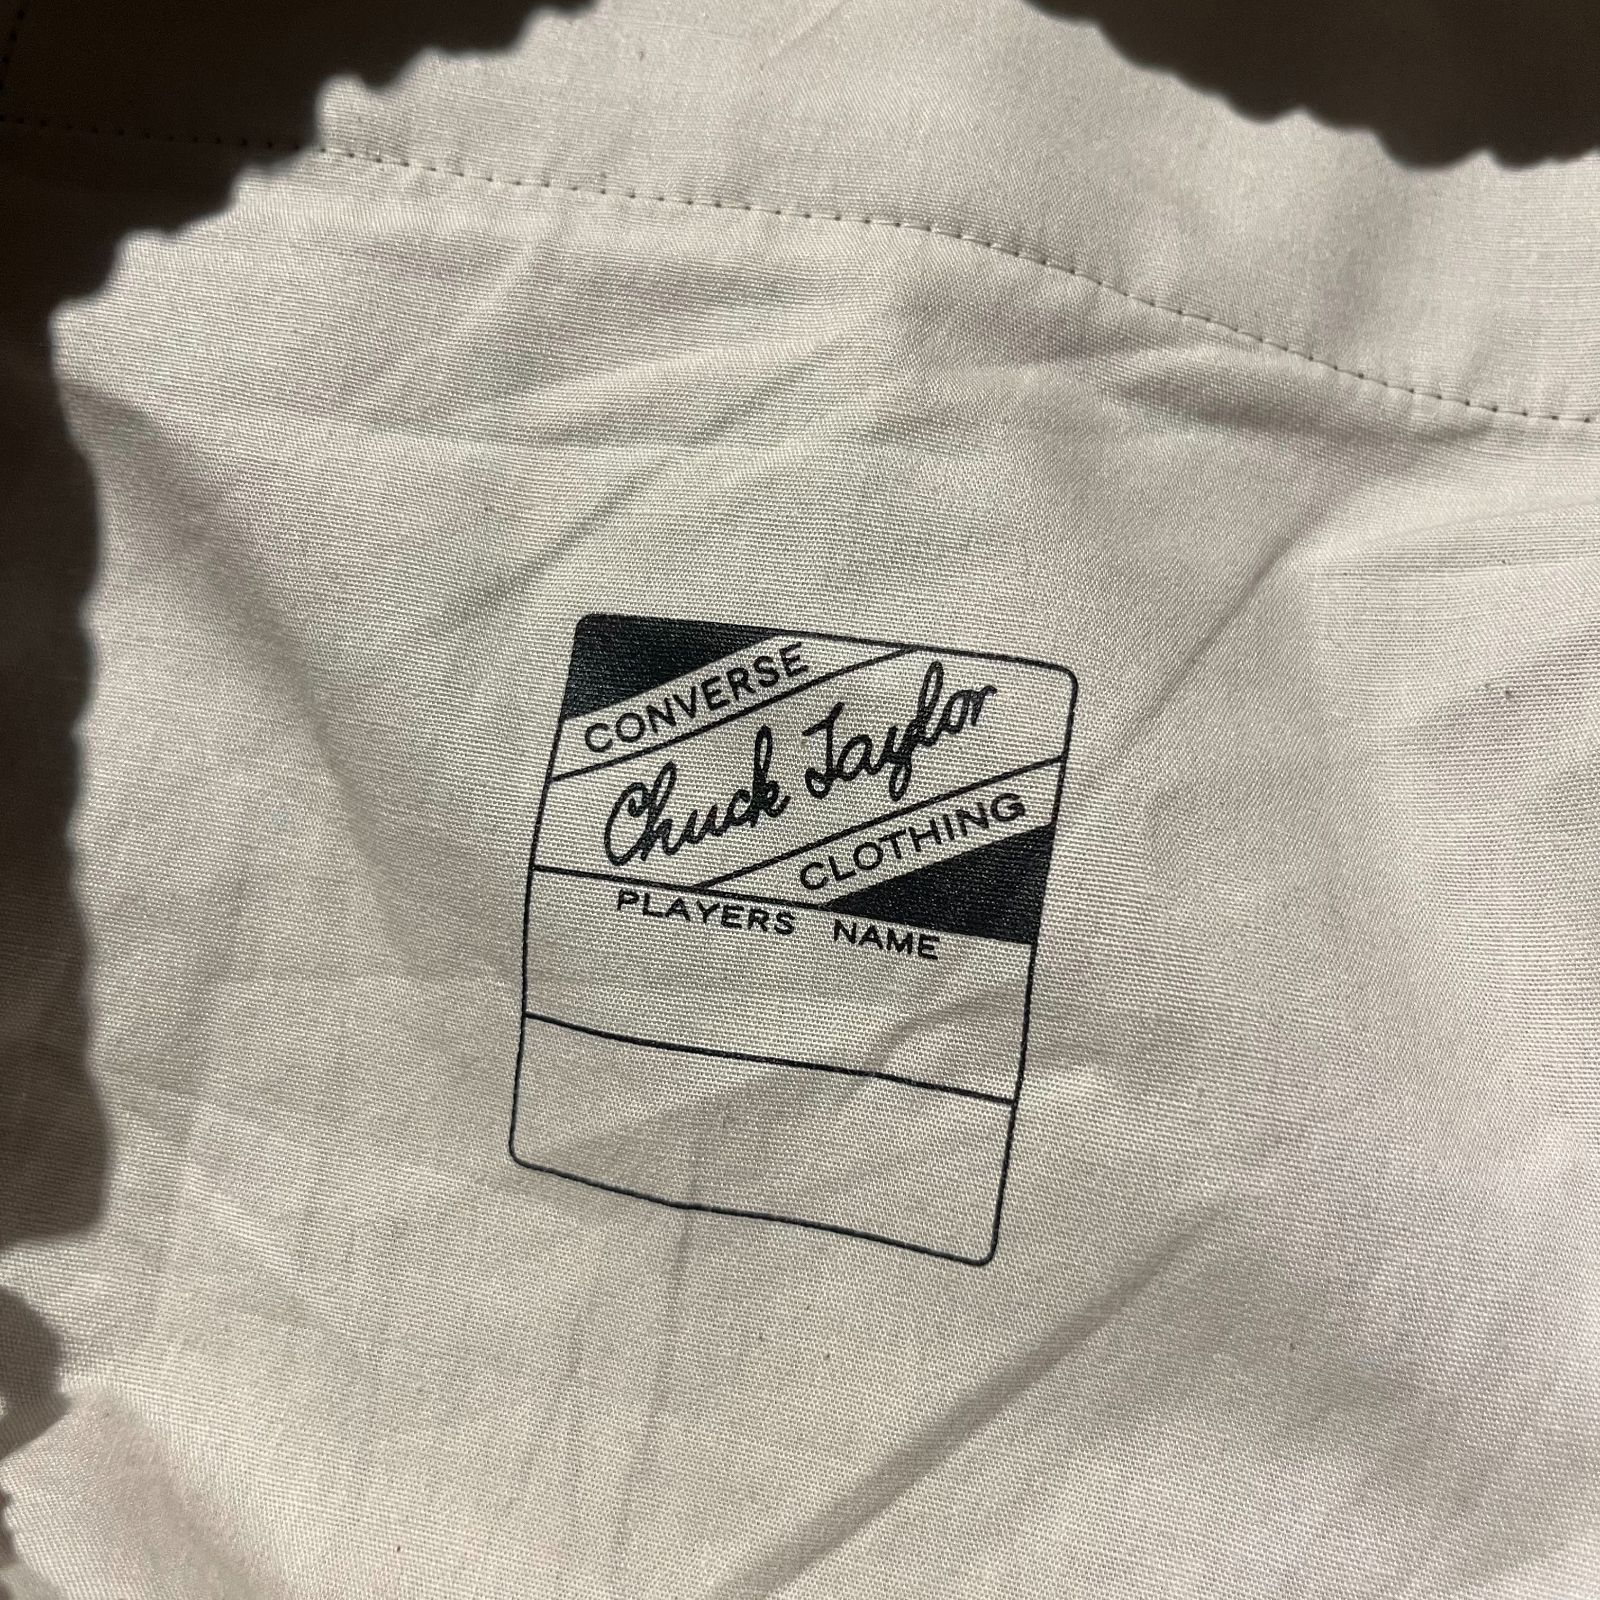 CONVERSE
Chuck Taylor
CLOTHING
PLAYERS NAME